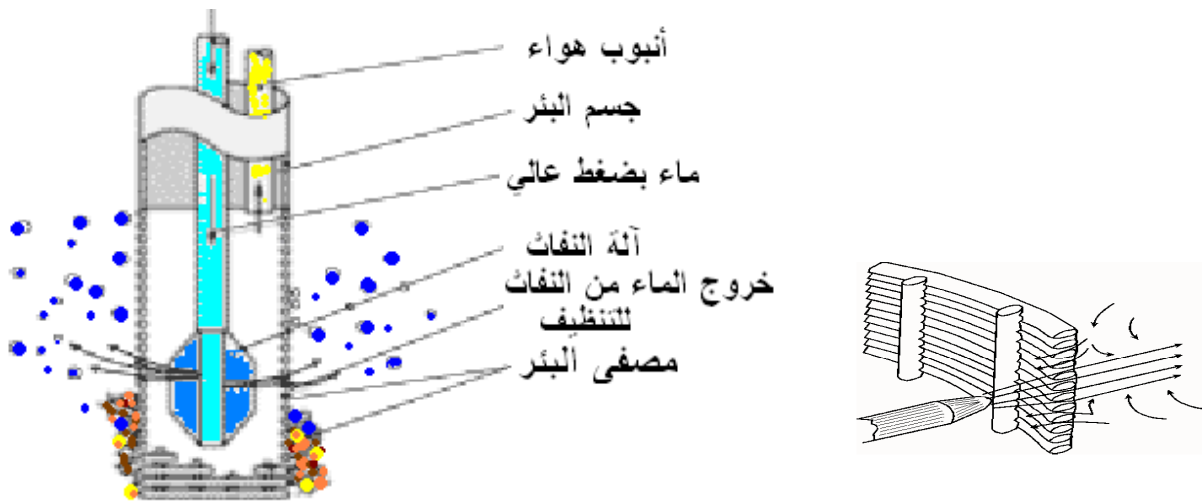 أنبوب هواء
جسم البئر
ماء بضغط عالي
آلة النفاث
خروج الماء من النفاث
للتنظيف
مصفى البئر